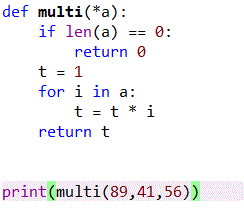 def multi(*a):
    if len(a) == 0:
        return 0
    t = 1
    for i in a:
        t = t * i
    return t
print(multi(89,41,56))